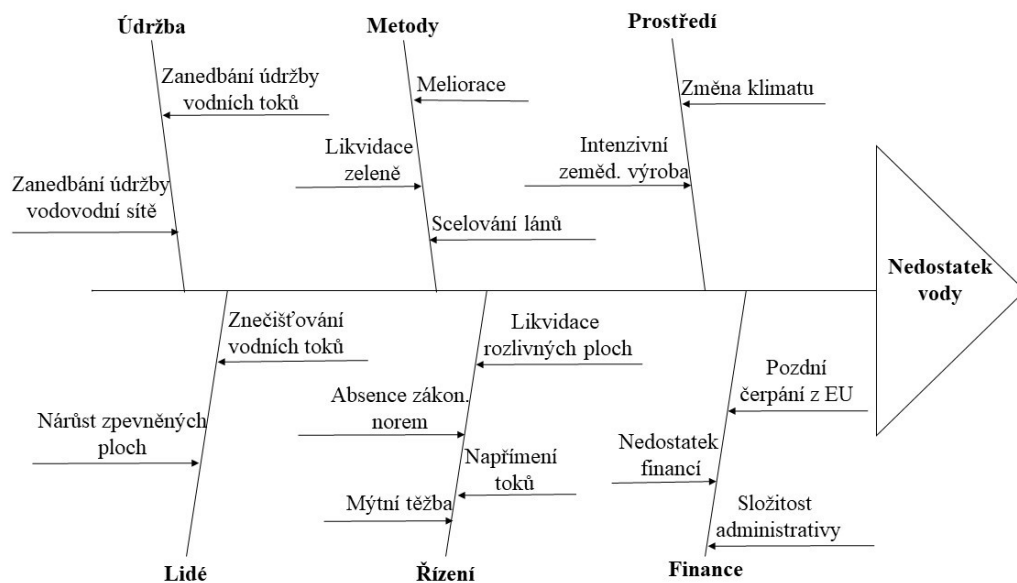 Údržba
Metody
Prostředí
Zanedbání údržby
vodních toků
Meliorace
Změna klimatu
Likvidace
zeleně
Intenzivní
zeměd. výroba
Zanedbání údržby
vodovodní sítě
Scelování lánů
Nedostatek
vody
Znečišťování
vodních toků
Likvidace
rozlivných ploch
Pozdní
čerpání z EU
Absence zákon.
norem
Nárůst zpevněných
ploch
Nedostatek
financí
Napřímení
toků
Mýtní těžba
Složitost
administrativy
Lidé
Řízení
Finance